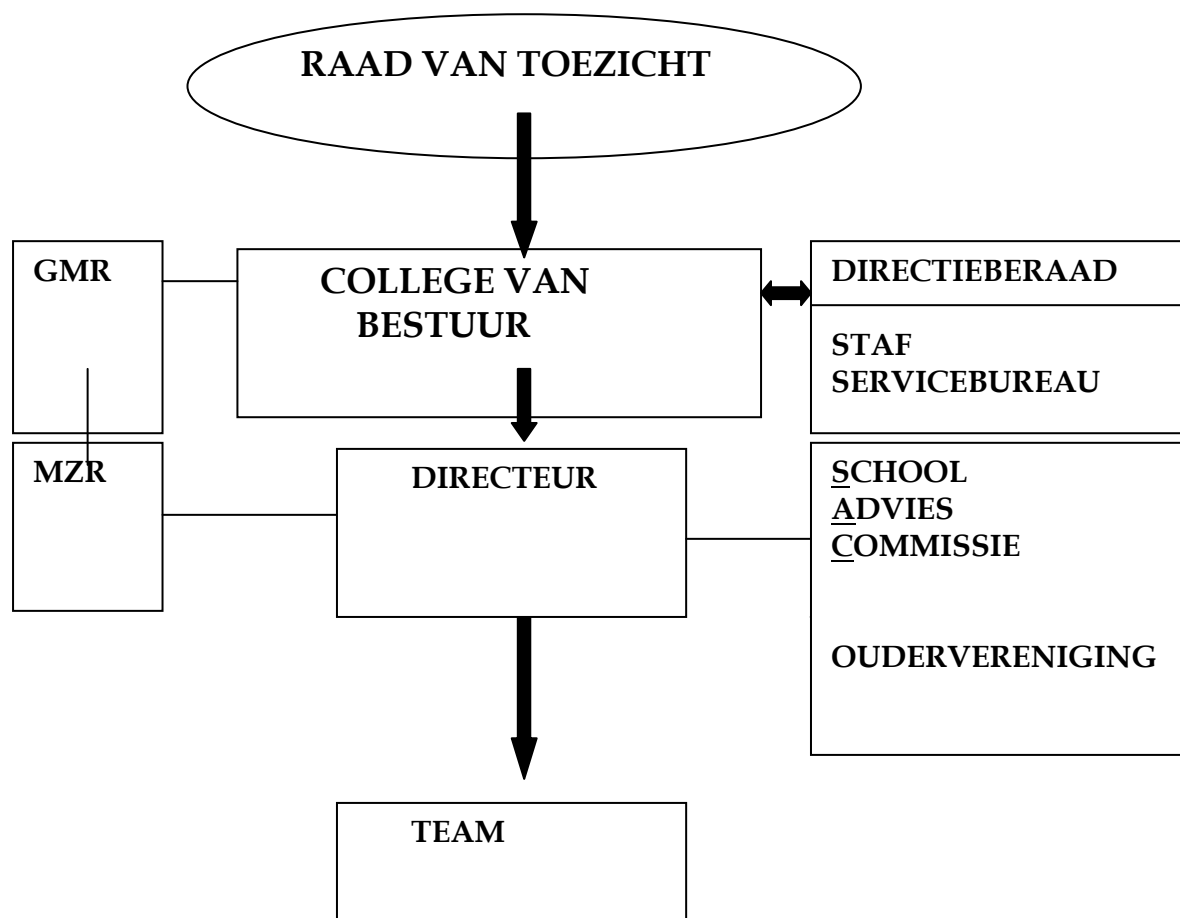 RAAD VAN TOEZICHT
GMR
COLLEGE VAN
BESTUUR
DIRECTIEBERAAD
STAF
SERVICEBUREAU
MZR
DIRECTEUR
SCHOOL
ADVIES
COMMISSIE
OUDERVERENIGING
TEAM